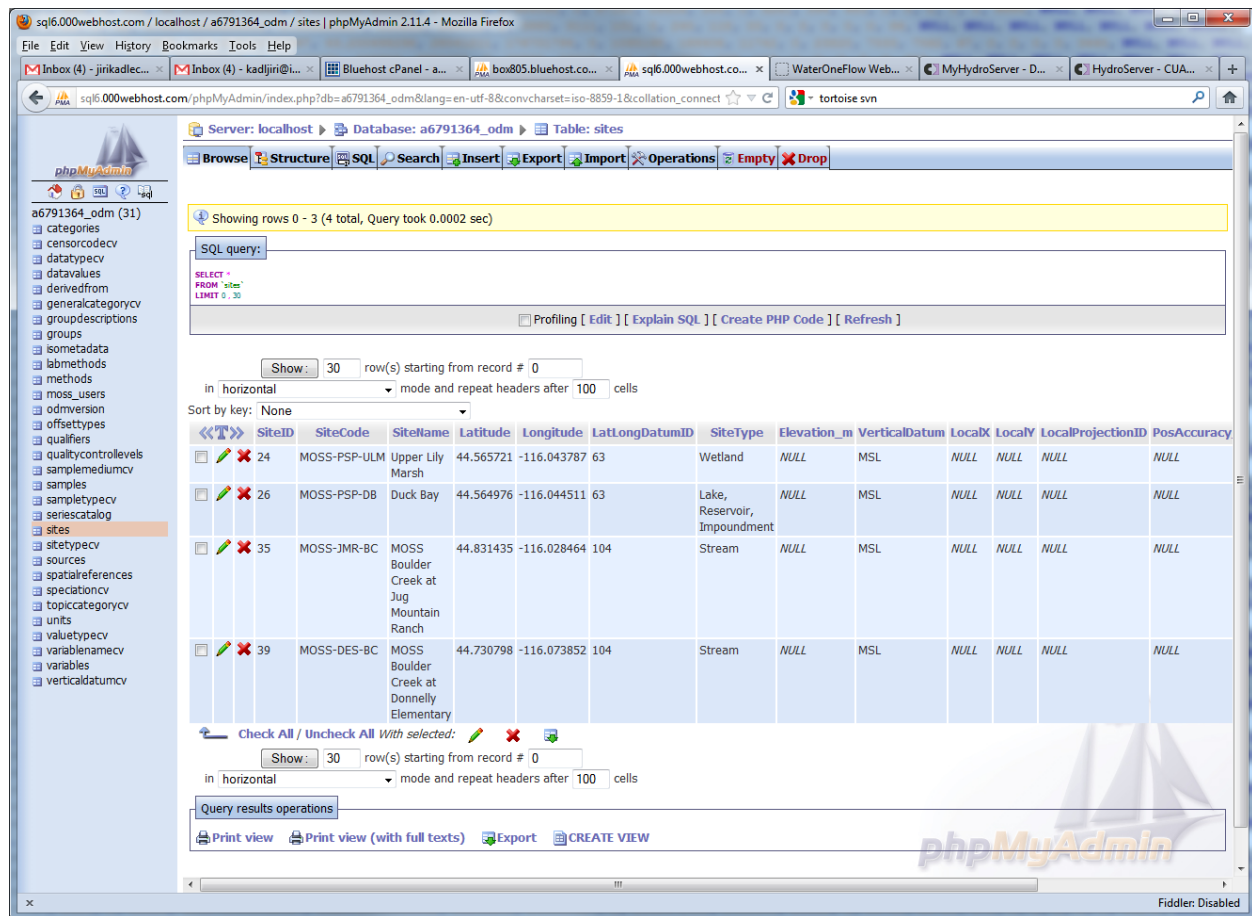 sql6.000webhost.com / localhost / a6791364_odm / sites | phpMyAdmin 2.11.4 - Mozilla Firefox
File Edit View History Bookmarks Tools Help
Inbox (4) - jirikadlec... × Inbox (4) - kadljiri@i... × Bluehost cPanel - a... × box805.bluehost.co... × sql6.000webhost.co... × WaterOneFlow Web... × MyHydroServer - D... × HydroServer - CUA... × +
sql6.000webhost.com/phpMyAdmin/index.php?db=a6791364_odm&lang=en-utf-8&convcharset=iso-8859-1&collation_connect tortoise svn
phpMyAdmin
SQL
a6791364_odm (31)
categories
censorcodecv
datatypecv
datavalues
derivedfrom
generalcategorycv
groupdescriptions
groups
isometadata
labmethods
methods
moss_users
odmversion
offsettypes
qualifiers
qualitycontrollevels
samplemediumcv
samples
sampletypecv
seriescatalog
sites
sitetypecv
sources
spatialreferences
speciationcv
topiccategorycv
units
valuetypecv
variablenamecv
variables
verticaldatumcv
Server: localhost Database: a6791364_odm Table: sites
Browse Structure SQL Search Insert Export Import Operations Empty Drop
Showing rows 0 - 3 (4 total, Query took 0.0002 sec)
SQL query:
SELECT *
FROM `sites`
LIMIT 0 , 30
Profiling [ Edit ] [ Explain SQL ] [ Create PHP Code ] [ Refresh ]
Show : 30 row(s) starting from record # 0
in horizontal mode and repeat headers after 100 cells
Sort by key: None
SiteID SiteCode SiteName Latitude Longitude LatLongDatumID SiteType Elevation_m VerticalDatum LocalX LocalY LocalProjectionID PosAccuracy_
24 MOSS-PSP-ULM Upper Lily 44.565721 -116.043787 63 Wetland NULL MSL NULL NULL NULL NULL
Marsh
26 MOSS-PSP-DB Duck Bay 44.564976 -116.044511 63 Lake, NULL MSL NULL NULL NULL NULL
Reservoir,
Impoundment
35 MOSS-JMR-BC MOSS 44.831435 -116.028464 104 Stream NULL MSL NULL NULL NULL NULL
Boulder
Creek at
Jug
Mountain
Ranch
39 MOSS-DES-BC MOSS 44.730798 -116.073852 104 Stream NULL MSL NULL NULL NULL NULL
Boulder
Creek at
Donnelly
Elementary
Check All / Uncheck All With selected:
Show : 30 row(s) starting from record # 0
in horizontal mode and repeat headers after 100 cells
Query results operations
Print view Print view (with full texts) Export CREATE VIEW
phpMyAdmin
× Fiddler: Disabled